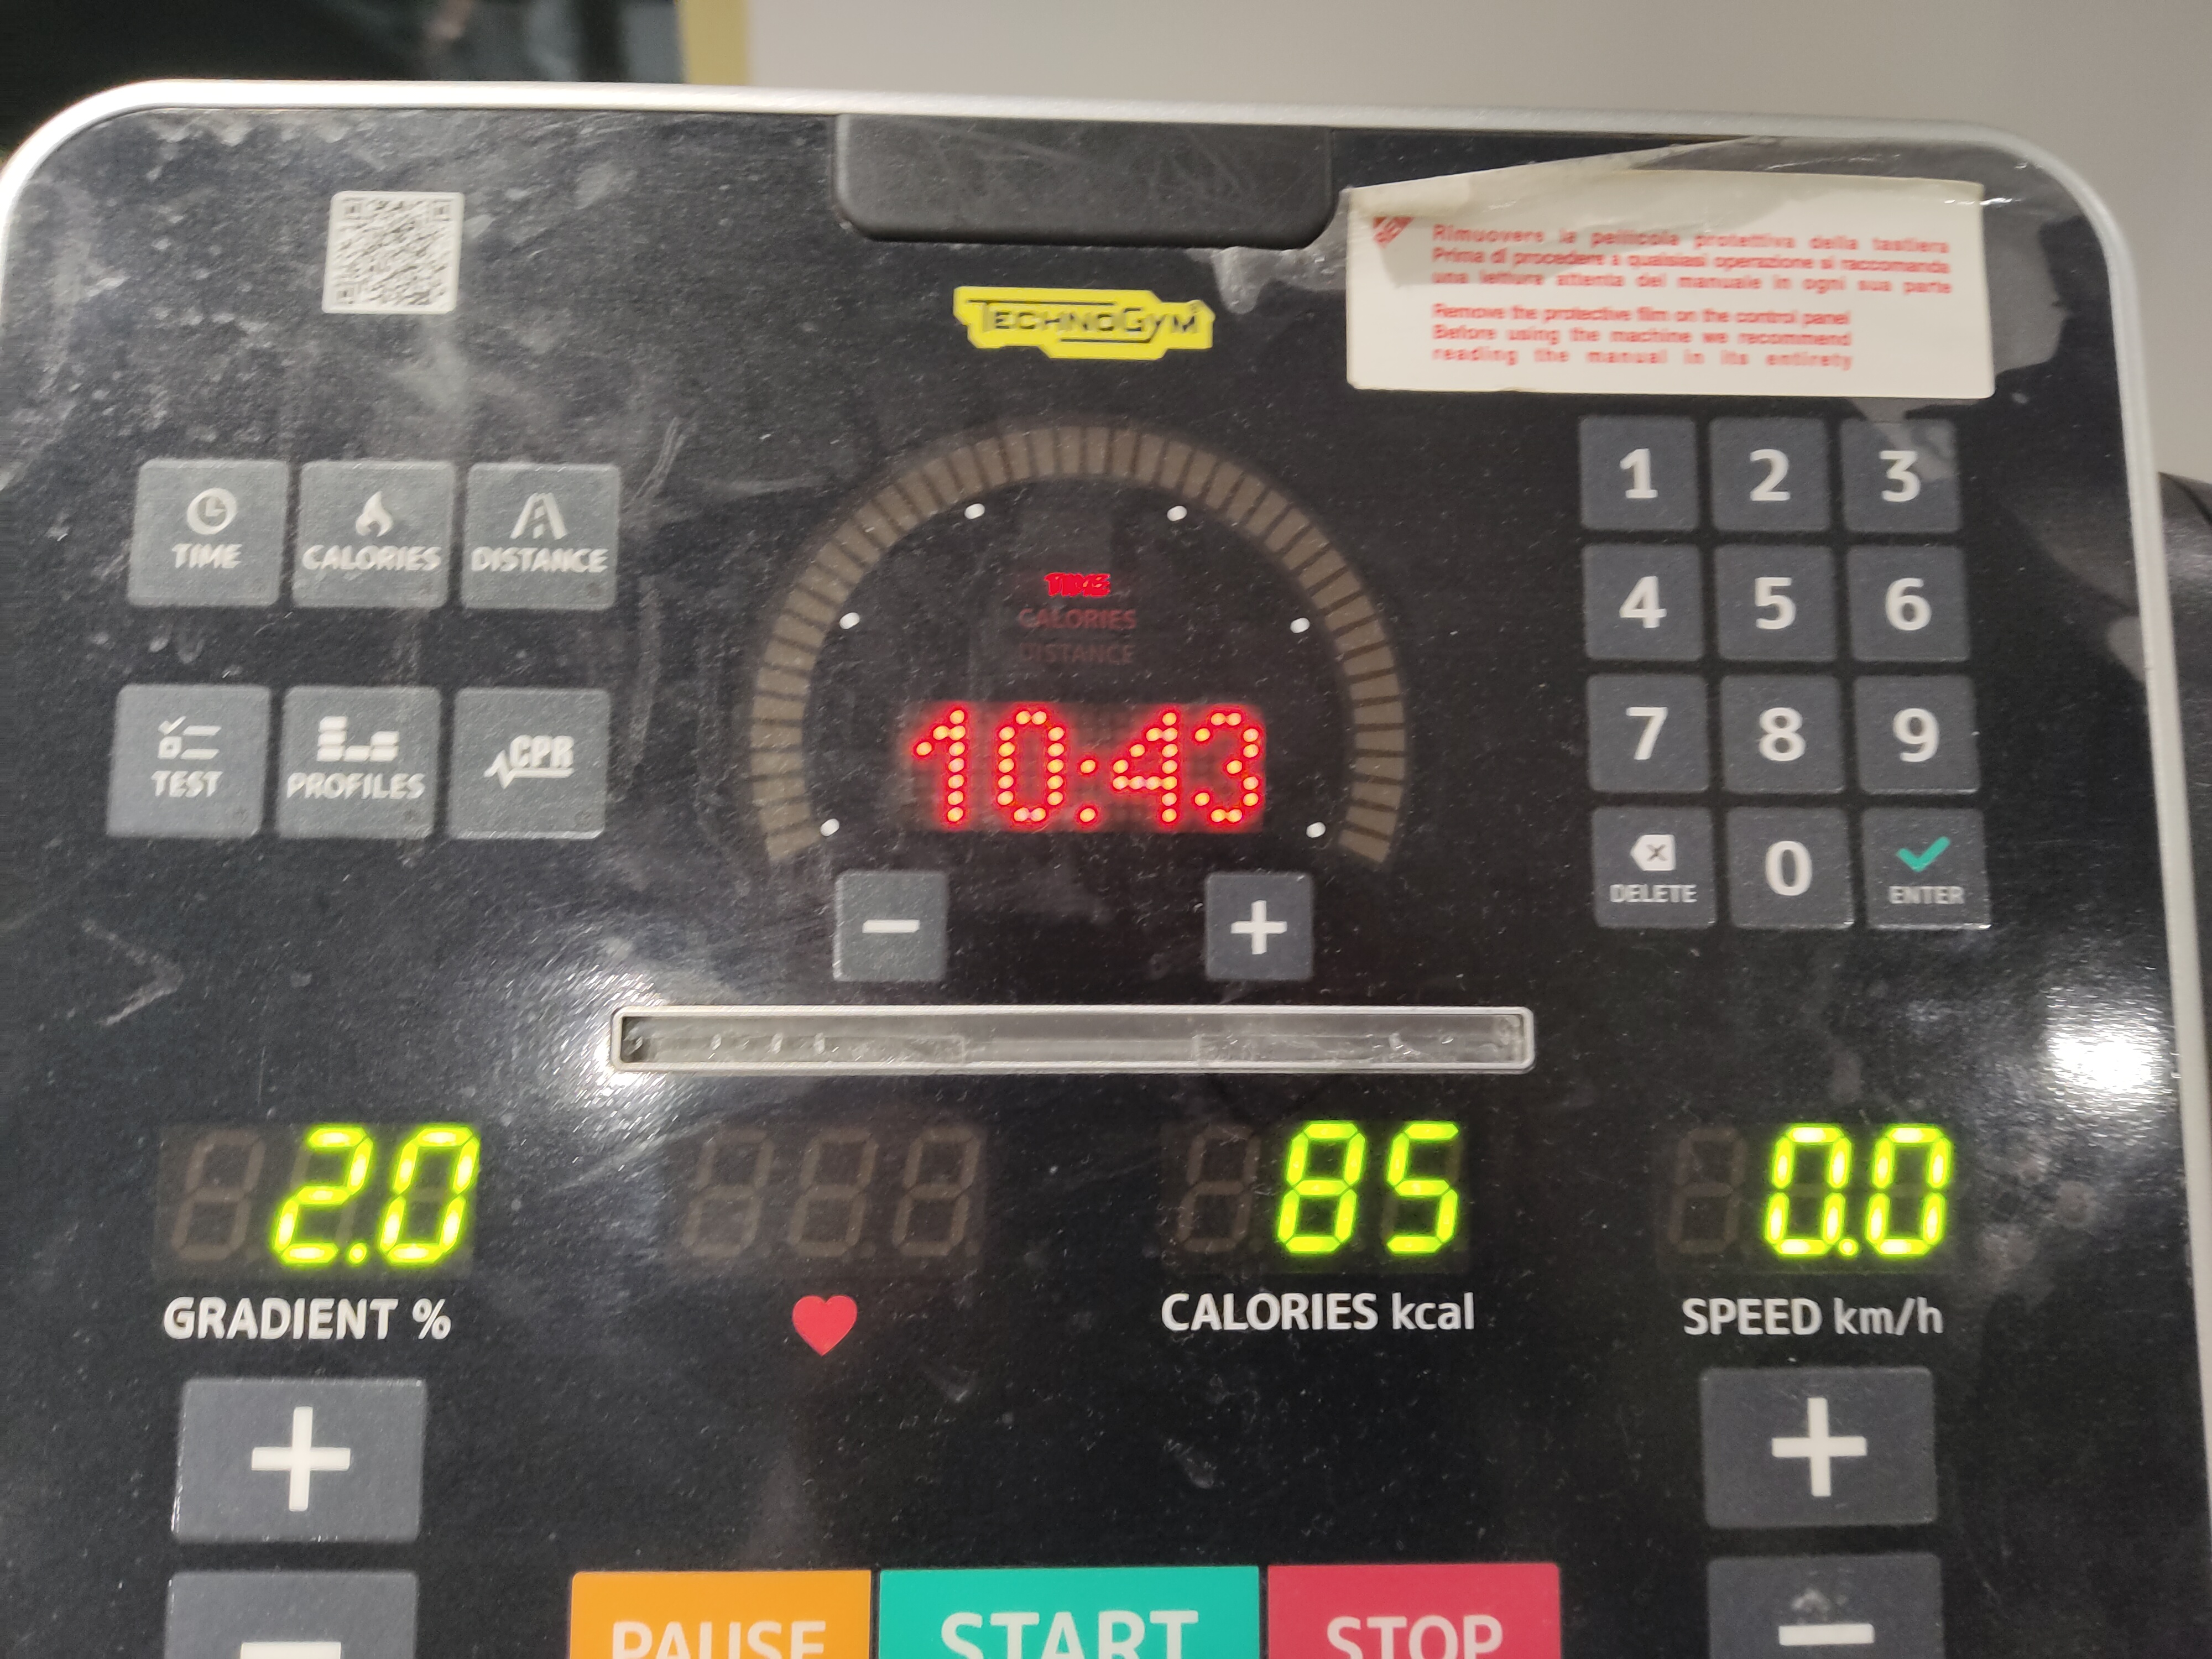 TECHNOGYM
Rimuovere la pellicola protettiva della tastiera
Prima di procedere a qualsiasi operazione si raccomanda
una lettura attenta del manuale in ogni sua parte
Remove the protective film on the control panel
Before using the machine we recommend
reading the manual in its entirety
TIME CALORIES DISTANCE
TEST PROFILES CPR
TIME
CALORIES
DISTANCE
10:43
1 2 3
4 5 6
7 8 9
DELETE 0 ENTER
2.0 85 0.0
GRADIENT % CALORIES kcal SPEED km/h
PAUSE START STOP